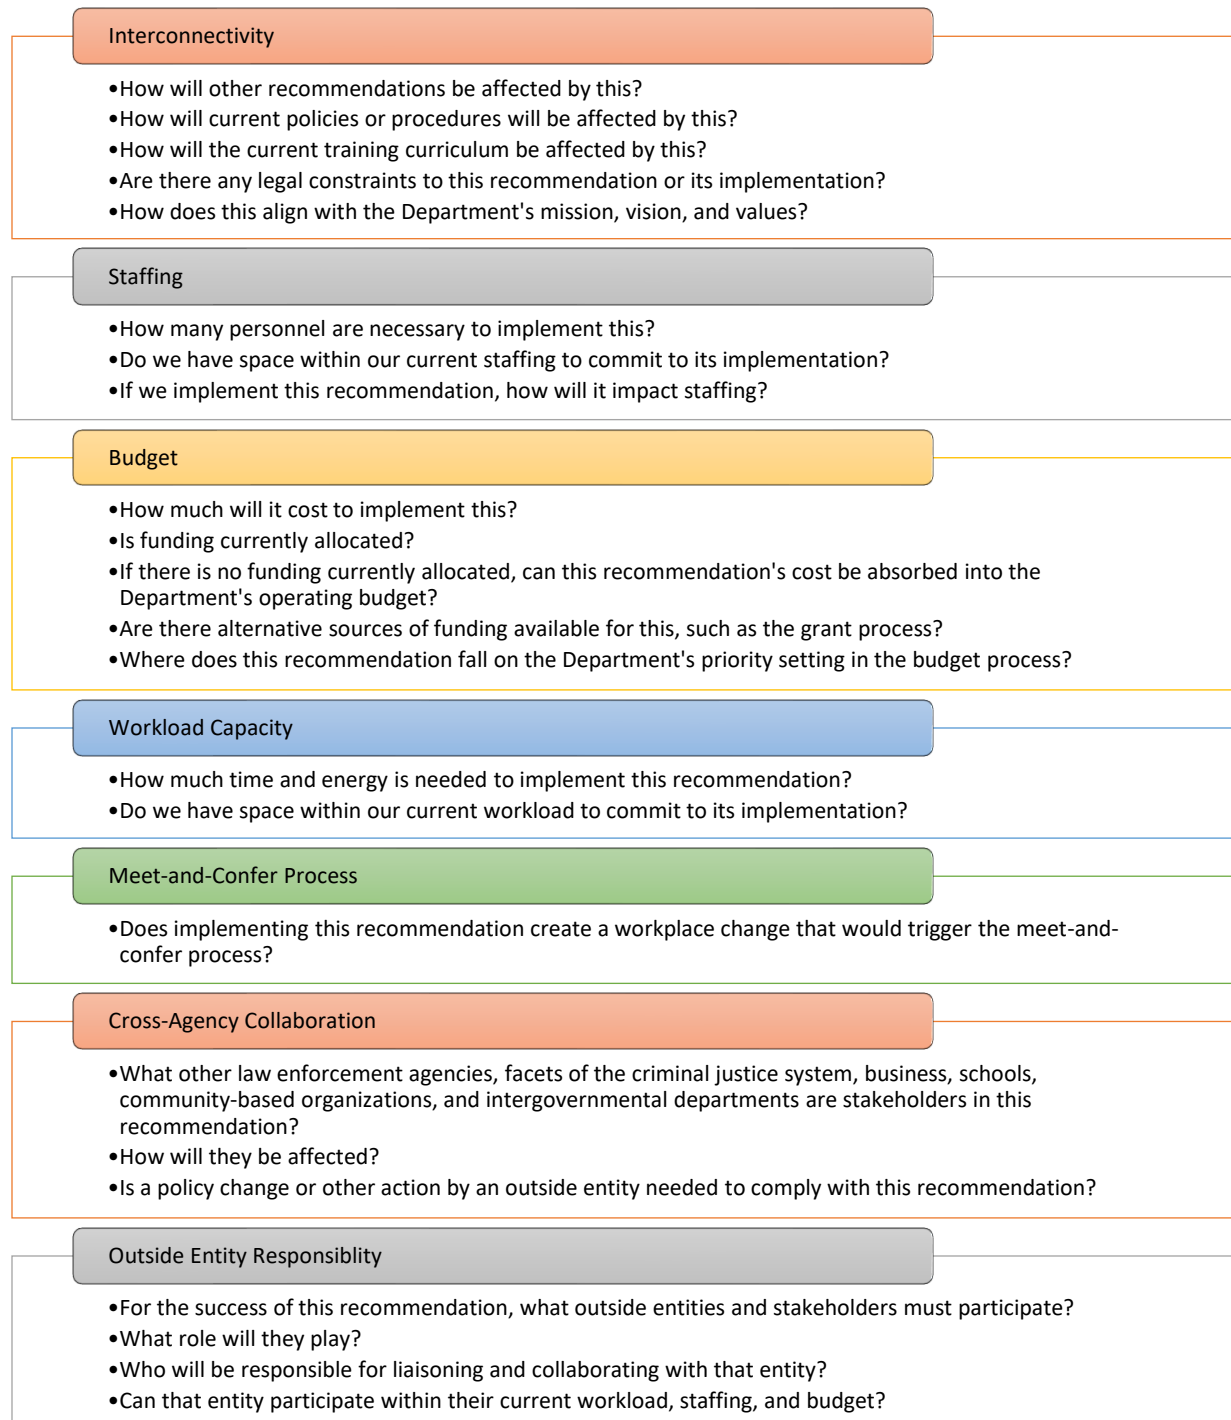 Interconnectivity
•How will other recommendations be affected by this?
•How will current policies or procedures will be affected by this?
•How will the current training curriculum be affected by this?
•Are there any legal constraints to this recommendation or its implementation?
•How does this align with the Department's mission, vision, and values?
Staffing
•How many personnel are necessary to implement this?
•Do we have space within our current staffing to commit to its implementation?
•If we implement this recommendation, how will it impact staffing?
Budget
•How much will it cost to implement this?
•Is funding currently allocated?
•If there is no funding currently allocated, can this recommendation's cost be absorbed into the
Department's operating budget?
•Are there alternative sources of funding available for this, such as the grant process?
•Where does this recommendation fall on the Department's priority setting in the budget process?
Workload Capacity
•How much time and energy is needed to implement this recommendation?
•Do we have space within our current workload to commit to its implementation?
Meet-and-Confer Process
•Does implementing this recommendation create a workplace change that would trigger the meet-and-
confer process?
Cross-Agency Collaboration
•What other law enforcement agencies, facets of the criminal justice system, business, schools,
community-based organizations, and intergovernmental departments are stakeholders in this
recommendation?
•How will they be affected?
•Is a policy change or other action by an outside entity needed to comply with this recommendation?
Outside Entity Responsiblity
•For the success of this recommendation, what outside entities and stakeholders must participate?
•What role will they play?
•Who will be responsible for liaisoning and collaborating with that entity?
•Can that entity participate within their current workload, staffing, and budget?